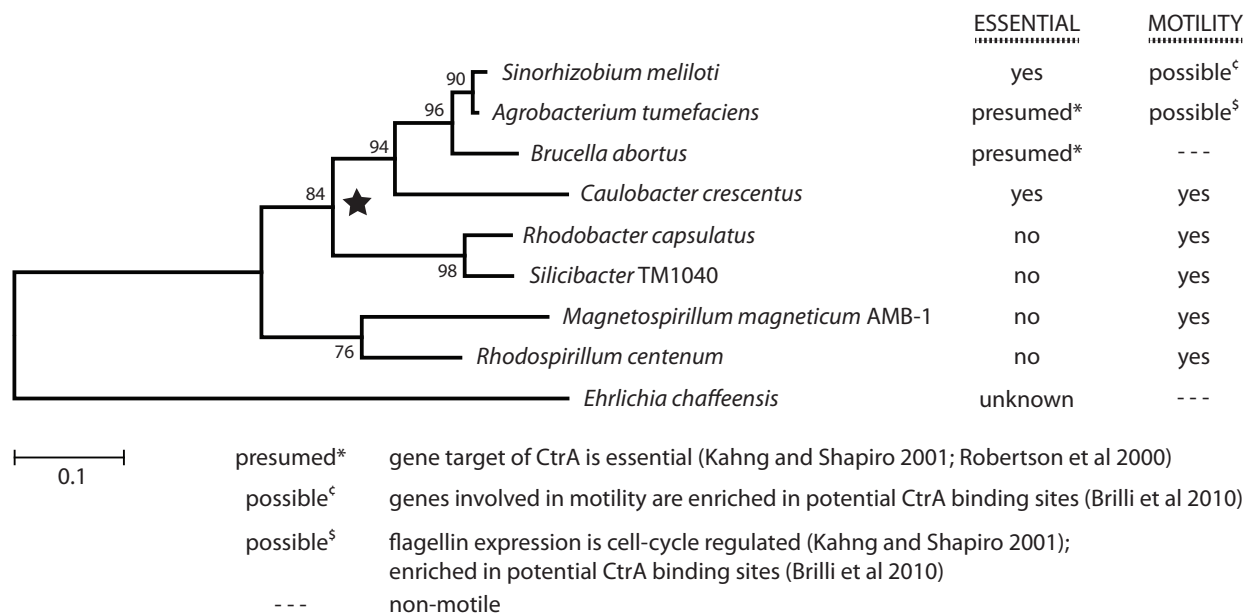 ESSENTIAL MOTILITY
90 Sinorhizobium meliloti yes possible¢
96 Agrobacterium tumefaciens presumed* possible$
94 Brucella abortus presumed* ---
84 Caulobacter crescentus yes yes
Rhodobacter capsulatus no yes
98 Silicibacter TM1040 no yes
Magnetospirillum magneticum AMB-1 no yes
76 Rhodospirillum centenum no yes
Ehrlichia chaffeensis unknown ---
0.1
presumed* gene target of CtrA is essential (Kahng and Shapiro 2001; Robertson et al 2000)
possible¢ genes involved in motility are enriched in potential CtrA binding sites (Brilli et al 2010)
possible$ flagellin expression is cell-cycle regulated (Kahng and Shapiro 2001);
enriched in potential CtrA binding sites (Brilli et al 2010)
--- non-motile